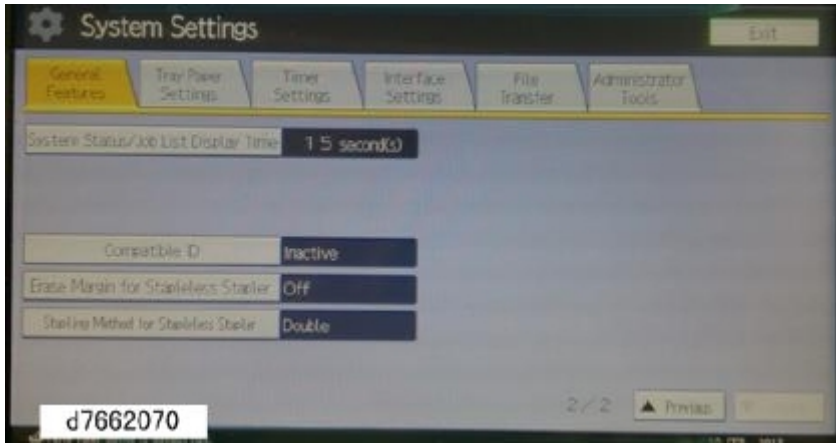 System Settings
Exit
General
Features
Tray Paper
Settings
Timer
Settings
Interface
Settings
File
Transfer
Administrator
Tools
System Status/Job List Display Time
15 second(s)
Compatible ID
Inactive
Erase Margin for Stapleless Stapler
Off
Stapling Method for Stapleless Stapler
Double
2/2
▲ Previous
d7662070